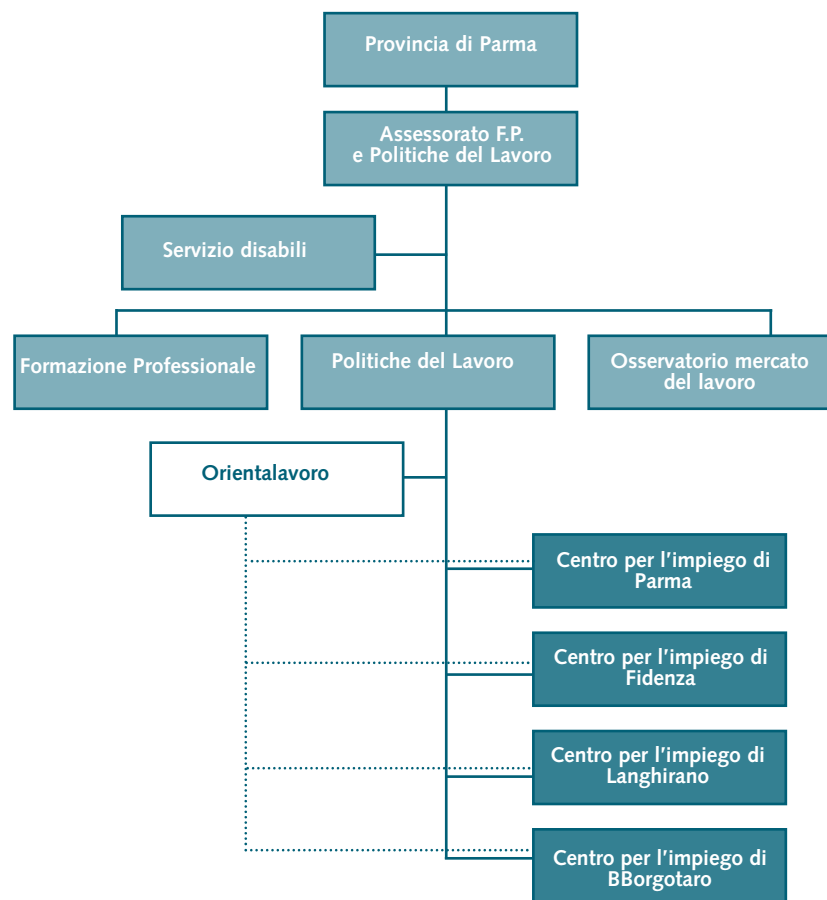 Provincia di Parma
Assessorato F.P.
e Politiche del Lavoro
Servizio disabili
Formazione Professionale
Politiche del Lavoro
Osservatorio mercato
del lavoro
Orientalavoro
Centro per l'impiego di
Parma
Centro per l'impiego di
Fidenza
Centro per l'impiego di
Langhirano
Centro per l'impiego di
BBorgotaro